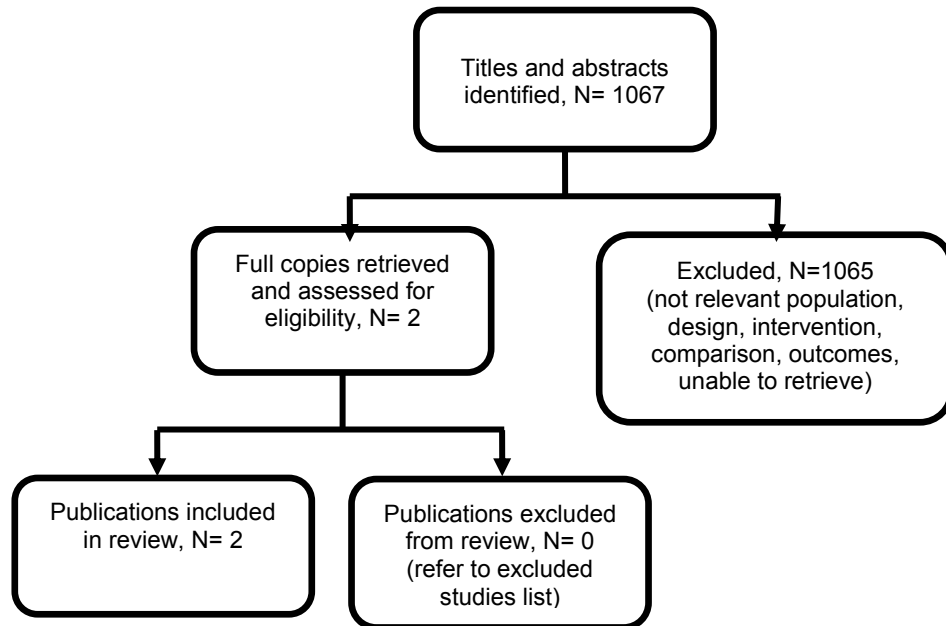 Titles and abstracts
identified, N= 1067
Full copies retrieved
and assessed for
eligibility, N= 2
Excluded, N=1065
(not relevant population,
design, intervention,
comparison, outcomes,
unable to retrieve)
Publications included
in review, N= 2
Publications excluded
from review, N= 0
(refer to excluded
studies list)